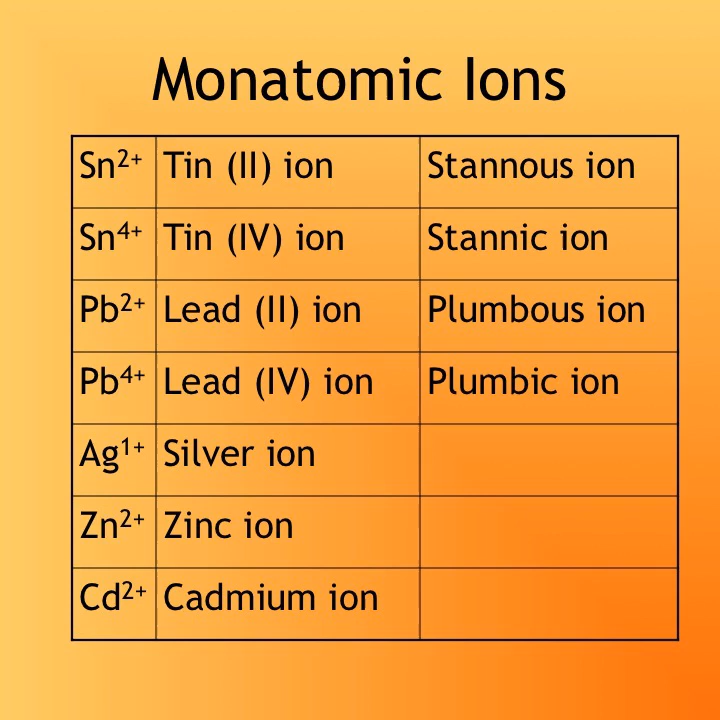 Monatomic Ions
Sn²⁺ Tin (II) ion Stannous ion
Sn⁴⁺ Tin (IV) ion Stannic ion
Pb²⁺ Lead (II) ion Plumbous ion
Pb⁴⁺ Lead (IV) ion Plumbic ion
Ag¹⁺ Silver ion
Zn²⁺ Zinc ion
Cd²⁺ Cadmium ion